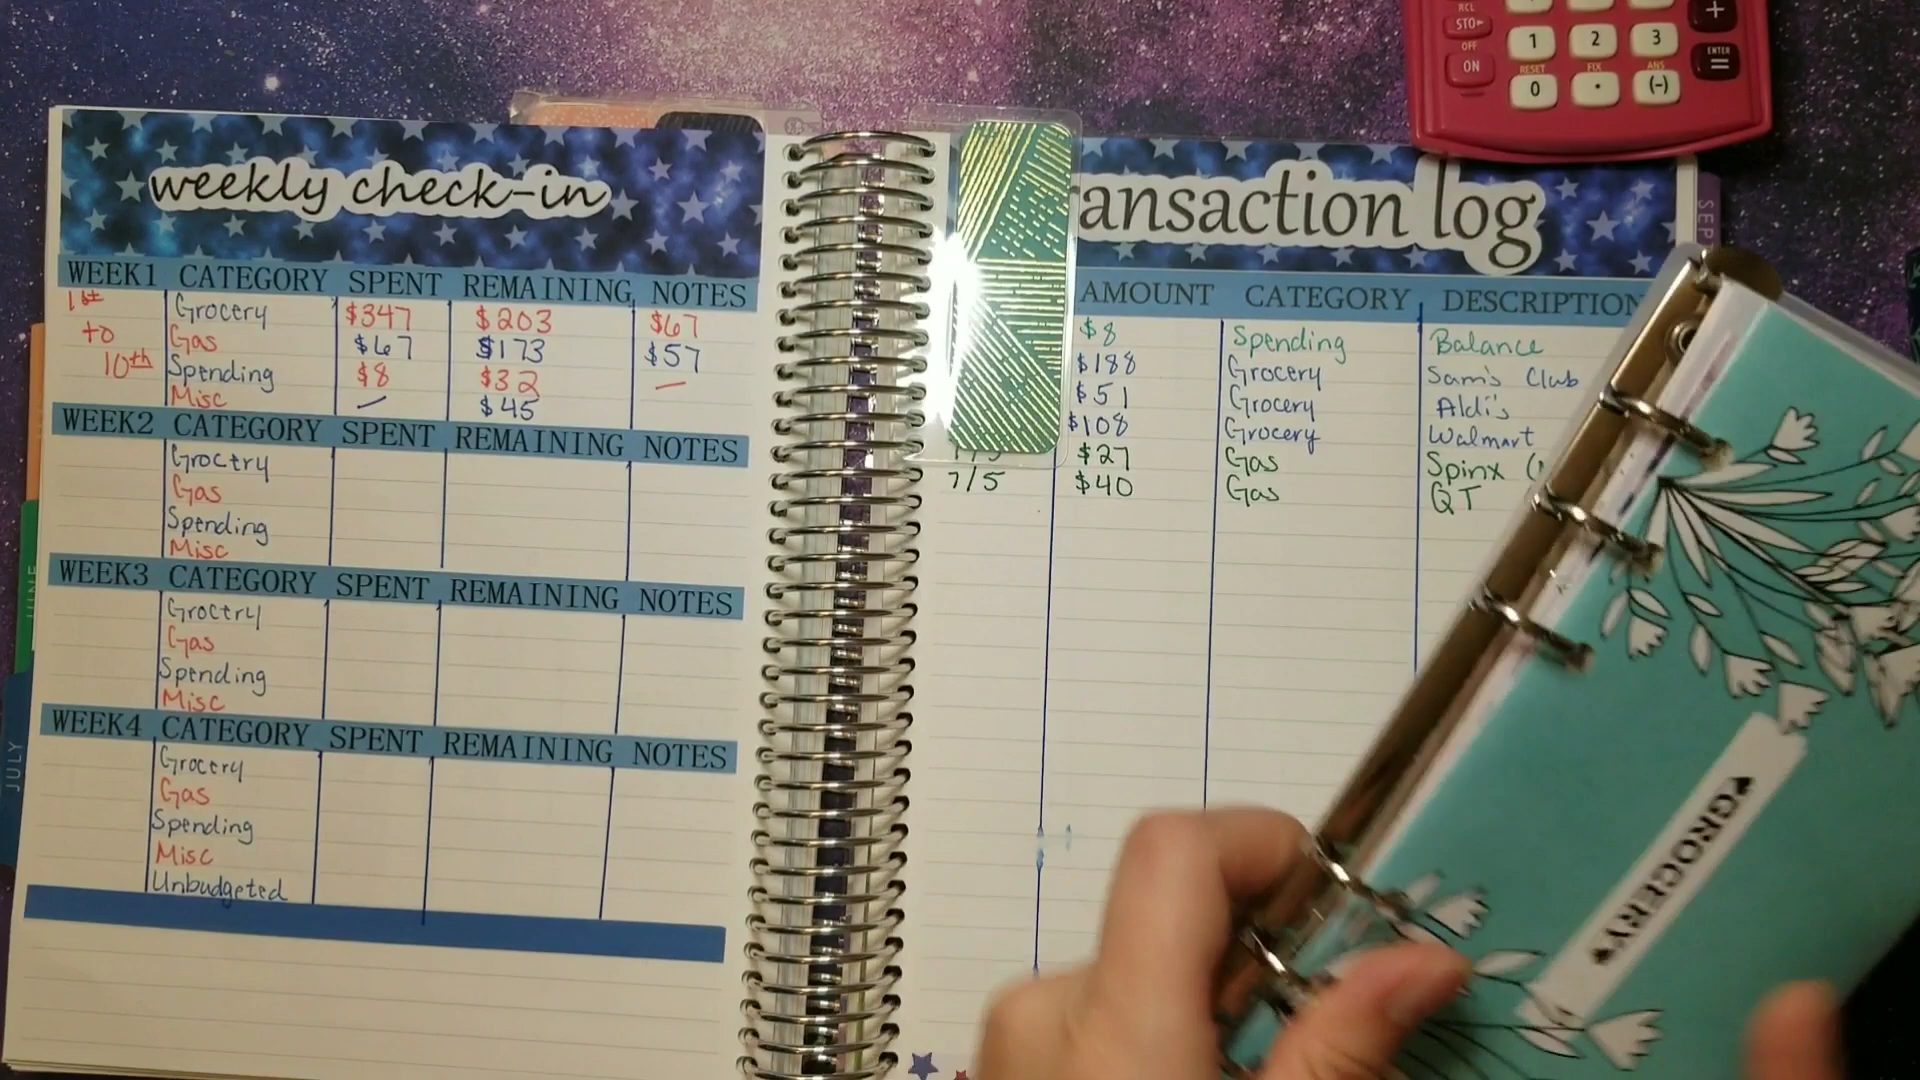 RCL
STO▸
OFF
ON
1 2 3 +
RESET FIX ANS ENTER
0 . (-) =
weekly check-in
WEEK1 CATEGORY SPENT REMAINING NOTES
1st Grocery $347 $203 $67
to Gas $67 $173 $57
10th Spending $8 $32 —
Misc — $45
WEEK2 CATEGORY SPENT REMAINING NOTES
Grocery
Gas
Spending
Misc
WEEK3 CATEGORY SPENT REMAINING NOTES
Grocery
Gas
Spending
Misc
WEEK4 CATEGORY SPENT REMAINING NOTES
Grocery
Gas
Spending
Misc
Unbudgeted
JUNE
JULY
ansaction log
SEP
AMOUNT CATEGORY DESCRIPTION
$8 Spending Balance
$188 Grocery Sam's Club
$51 Grocery Aldi's
$108 Grocery Walmart
$27 Gas Spinx
7/5 $40 Gas QT
GROCERY